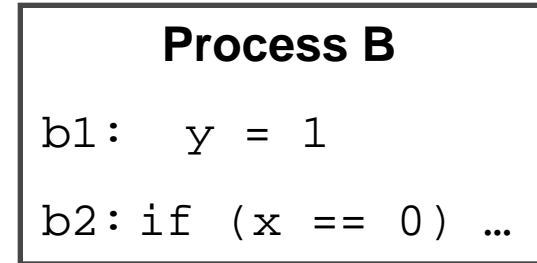 Process B
b1: y = 1
b2: if (x == 0) …